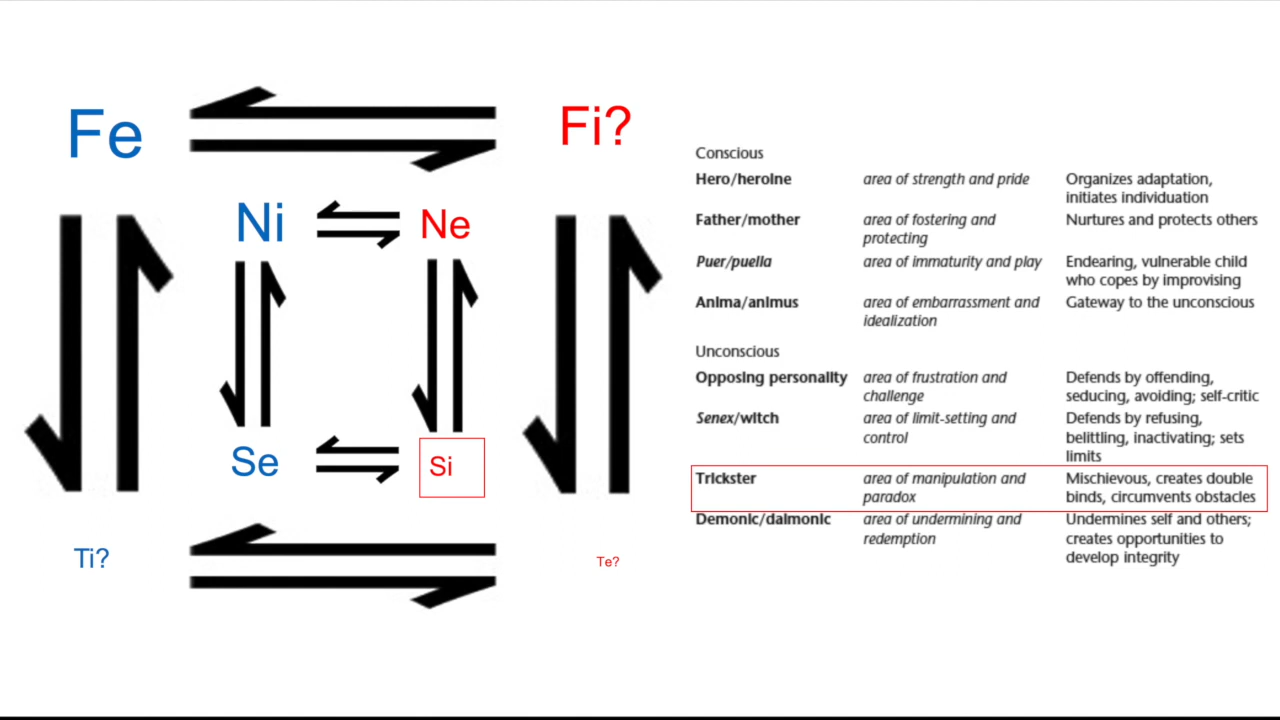 Fe
Fi?
Ni
Ne
Se
Si
Ti?
Te?
Conscious
Hero/heroine area of strength and pride Organizes adaptation,
initiates individuation
Father/mother area of fostering and Nurtures and protects others
protecting
Puer/puella area of immaturity and play Endearing, vulnerable child
who copes by improvising
Anima/animus area of embarrassment and Gateway to the unconscious
idealization
Unconscious
Opposing personality area of frustration and Defends by offending,
challenge seducing, avoiding; self-critic
Senex/witch area of limit-setting and Defends by refusing,
control belittling, inactivating; sets
limits
Trickster area of manipulation and Mischievous, creates double
paradox binds, circumvents obstacles
Demonic/daimonic area of undermining and Undermines self and others;
redemption creates opportunities to
develop integrity